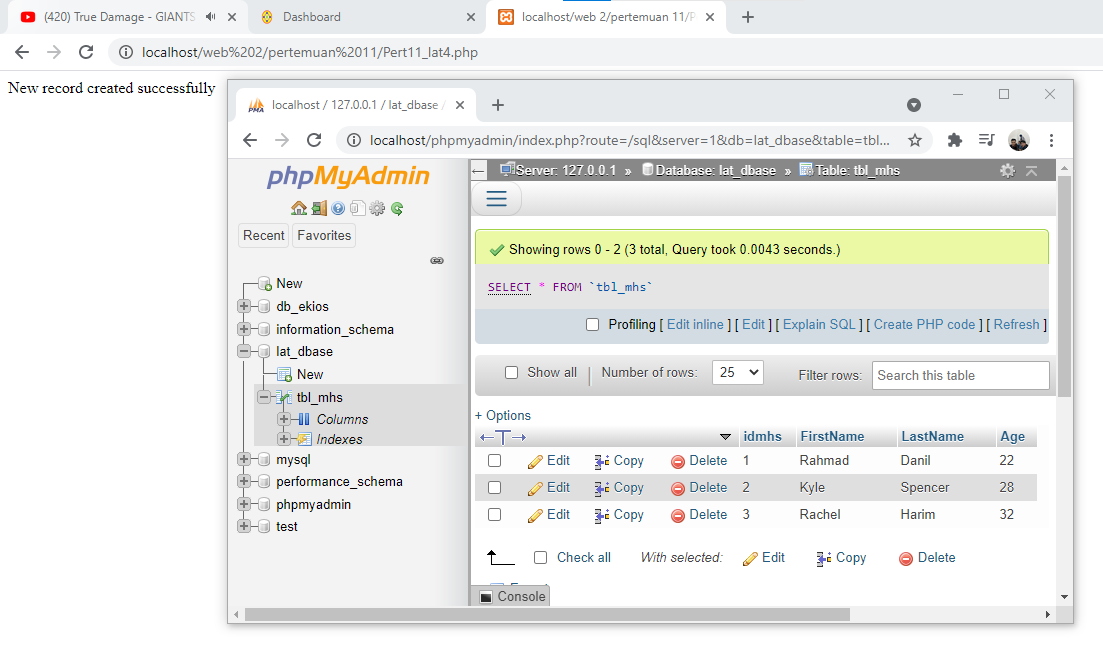 (420) True Damage - GIANTS
Dashboard
localhost/web 2/pertemuan 11/P
localhost/web%202/pertemuan%2011/Pert11_lat4.php
New record created successfully
localhost / 127.0.0.1 / lat_dbase /
localhost/phpmyadmin/index.php?route=/sql&server=1&db=lat_dbase&table=tbl...
phpMyAdmin
Recent
Favorites
New
db_ekios
information_schema
lat_dbase
New
tbl_mhs
Columns
Indexes
mysql
performance_schema
phpmyadmin
test
Server: 127.0.0.1 » Database: lat_dbase » Table: tbl_mhs
Showing rows 0 - 2 (3 total, Query took 0.0043 seconds.)
SELECT * FROM `tbl_mhs`
Profiling [ Edit inline ] [ Edit ] [ Explain SQL ] [ Create PHP code ] [ Refresh ]
Show all | Number of rows: 25 Filter rows: Search this table
+ Options
←T→ idmhs FirstName LastName Age
Edit Copy Delete 1 Rahmad Danil 22
Edit Copy Delete 2 Kyle Spencer 28
Edit Copy Delete 3 Rachel Harim 32
Check all With selected: Edit Copy Delete
Console